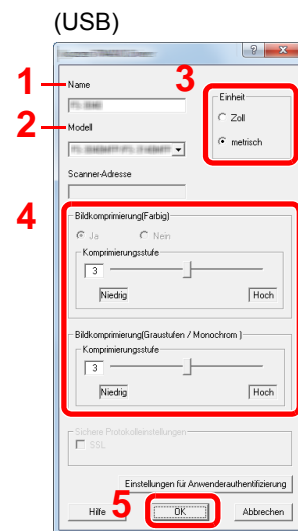 (USB)
1
Name
3
Einheit
Zoll
metrisch
2
Modell
Scanner-Adresse
4
Bildkomprimierung(Farbig)
Ja
Nein
Komprimierungsstufe
3
Niedrig
Hoch
Bildkomprimierung(Graustufen / Monochrom )
Komprimierungsstufe
3
Niedrig
Hoch
Sichere Protokolleinstellungen
SSL
Einstellungen für Anwenderauthentifizierung
5
Hilfe
OK
Abbrechen